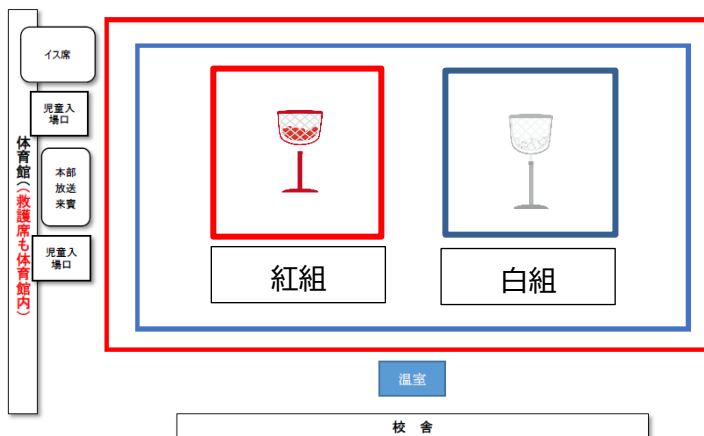 イス席
児童入
場口
体育館((救護席も体育館内)
本部
放送
来賓
児童入
場口
紅組
白組
温室
校 舎